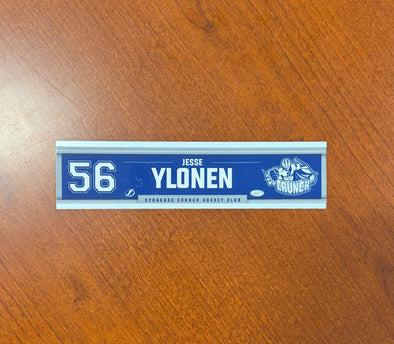 56
JESSE
YLONEN
SYRACUSE CRUNCH HOCKEY CLUB
CRUNCH